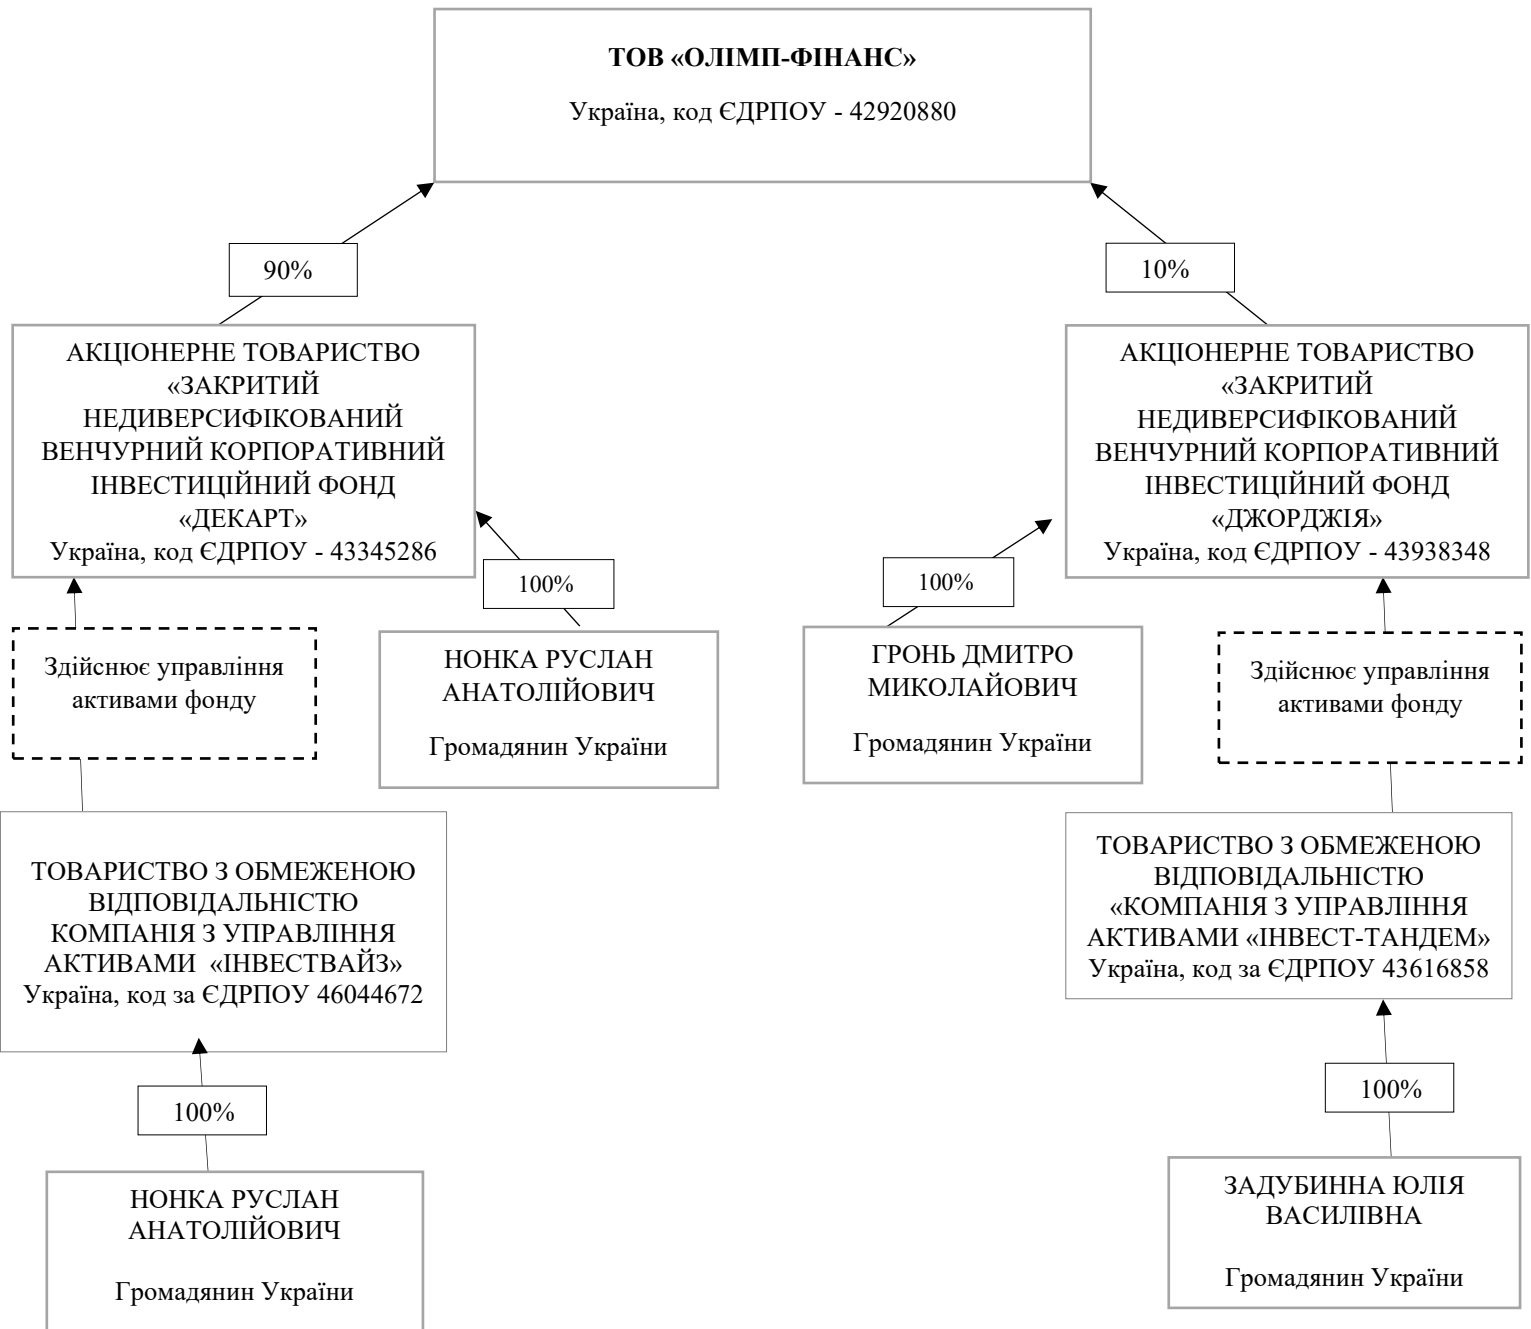 ТОВ «ОЛІМП-ФІНАНС»
Україна, код ЄДРПОУ - 42920880
90%
10%
АКЦІОНЕРНЕ ТОВАРИСТВО
«ЗАКРИТИЙ
НЕДИВЕРСИФІКОВАНИЙ
ВЕНЧУРНИЙ КОРПОРАТИВНИЙ
ІНВЕСТИЦІЙНИЙ ФОНД
«ДЕКАРТ»
Україна, код ЄДРПОУ - 43345286
АКЦІОНЕРНЕ ТОВАРИСТВО
«ЗАКРИТИЙ
НЕДИВЕРСИФІКОВАНИЙ
ВЕНЧУРНИЙ КОРПОРАТИВНИЙ
ІНВЕСТИЦІЙНИЙ ФОНД
«ДЖОРДЖІЯ»
Україна, код ЄДРПОУ - 43938348
100%
100%
Здійснює управління
активами фонду
НОНКА РУСЛАН
АНАТОЛІЙОВИЧ
Громадянин України
ГРОНЬ ДМИТРО
МИКОЛАЙОВИЧ
Громадянин України
Здійснює управління
активами фонду
ТОВАРИСТВО З ОБМЕЖЕНОЮ
ВІДПОВІДАЛЬНІСТЮ
КОМПАНІЯ З УПРАВЛІННЯ
АКТИВАМИ «ІНВЕСТВАЙЗ»
Україна, код за ЄДРПОУ 46044672
ТОВАРИСТВО З ОБМЕЖЕНОЮ
ВІДПОВІДАЛЬНІСТЮ
«КОМПАНІЯ З УПРАВЛІННЯ
АКТИВАМИ «ІНВЕСТ-ТАНДЕМ»
Україна, код за ЄДРПОУ 43616858
100%
100%
НОНКА РУСЛАН
АНАТОЛІЙОВИЧ
Громадянин України
ЗАДУБИННА ЮЛІЯ
ВАСИЛІВНА
Громадянин України